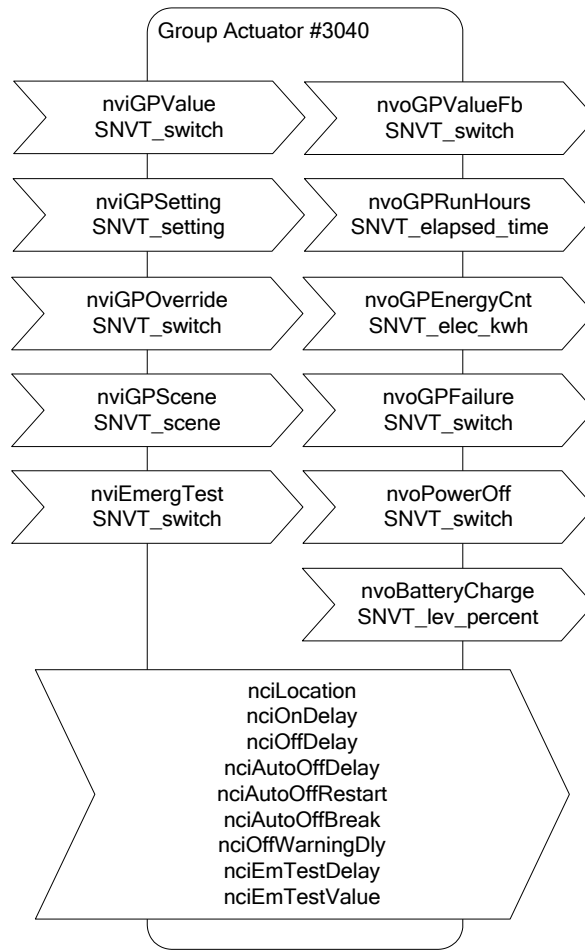 Group Actuator #3040
nviGPValue
SNVT_switch
nvoGPValueFb
SNVT_switch
nviGPSetting
SNVT_setting
nvoGPRunHours
SNVT_elapsed_time
nviGPOverride
SNVT_switch
nvoGPEnergyCnt
SNVT_elec_kwh
nviGPScene
SNVT_scene
nvoGPFailure
SNVT_switch
nviEmergTest
SNVT_switch
nvoPowerOff
SNVT_switch
nvoBatteryCharge
SNVT_lev_percent
nciLocation
nciOnDelay
nciOffDelay
nciAutoOffDelay
nciAutoOffRestart
nciAutoOffBreak
nciOffWarningDly
nciEmTestDelay
nciEmTestValue